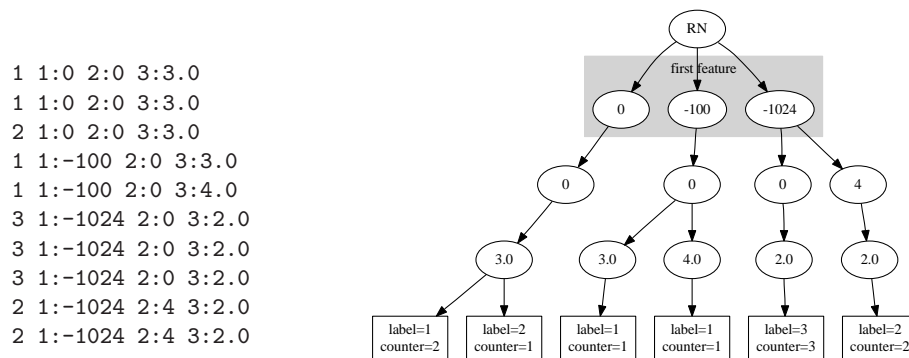 1 1:0 2:0 3:3.0
1 1:0 2:0 3:3.0
2 1:0 2:0 3:3.0
1 1:-100 2:0 3:3.0
1 1:-100 2:0 3:4.0
3 1:-1024 2:0 3:2.0
3 1:-1024 2:0 3:2.0
3 1:-1024 2:0 3:2.0
2 1:-1024 2:4 3:2.0
2 1:-1024 2:4 3:2.0
RN
first feature
0 -100 -1024
0 0 0 4
3.0 3.0 4.0 2.0 2.0
label=1 label=2 label=1 label=1 label=3 label=2
counter=2 counter=1 counter=1 counter=1 counter=3 counter=2